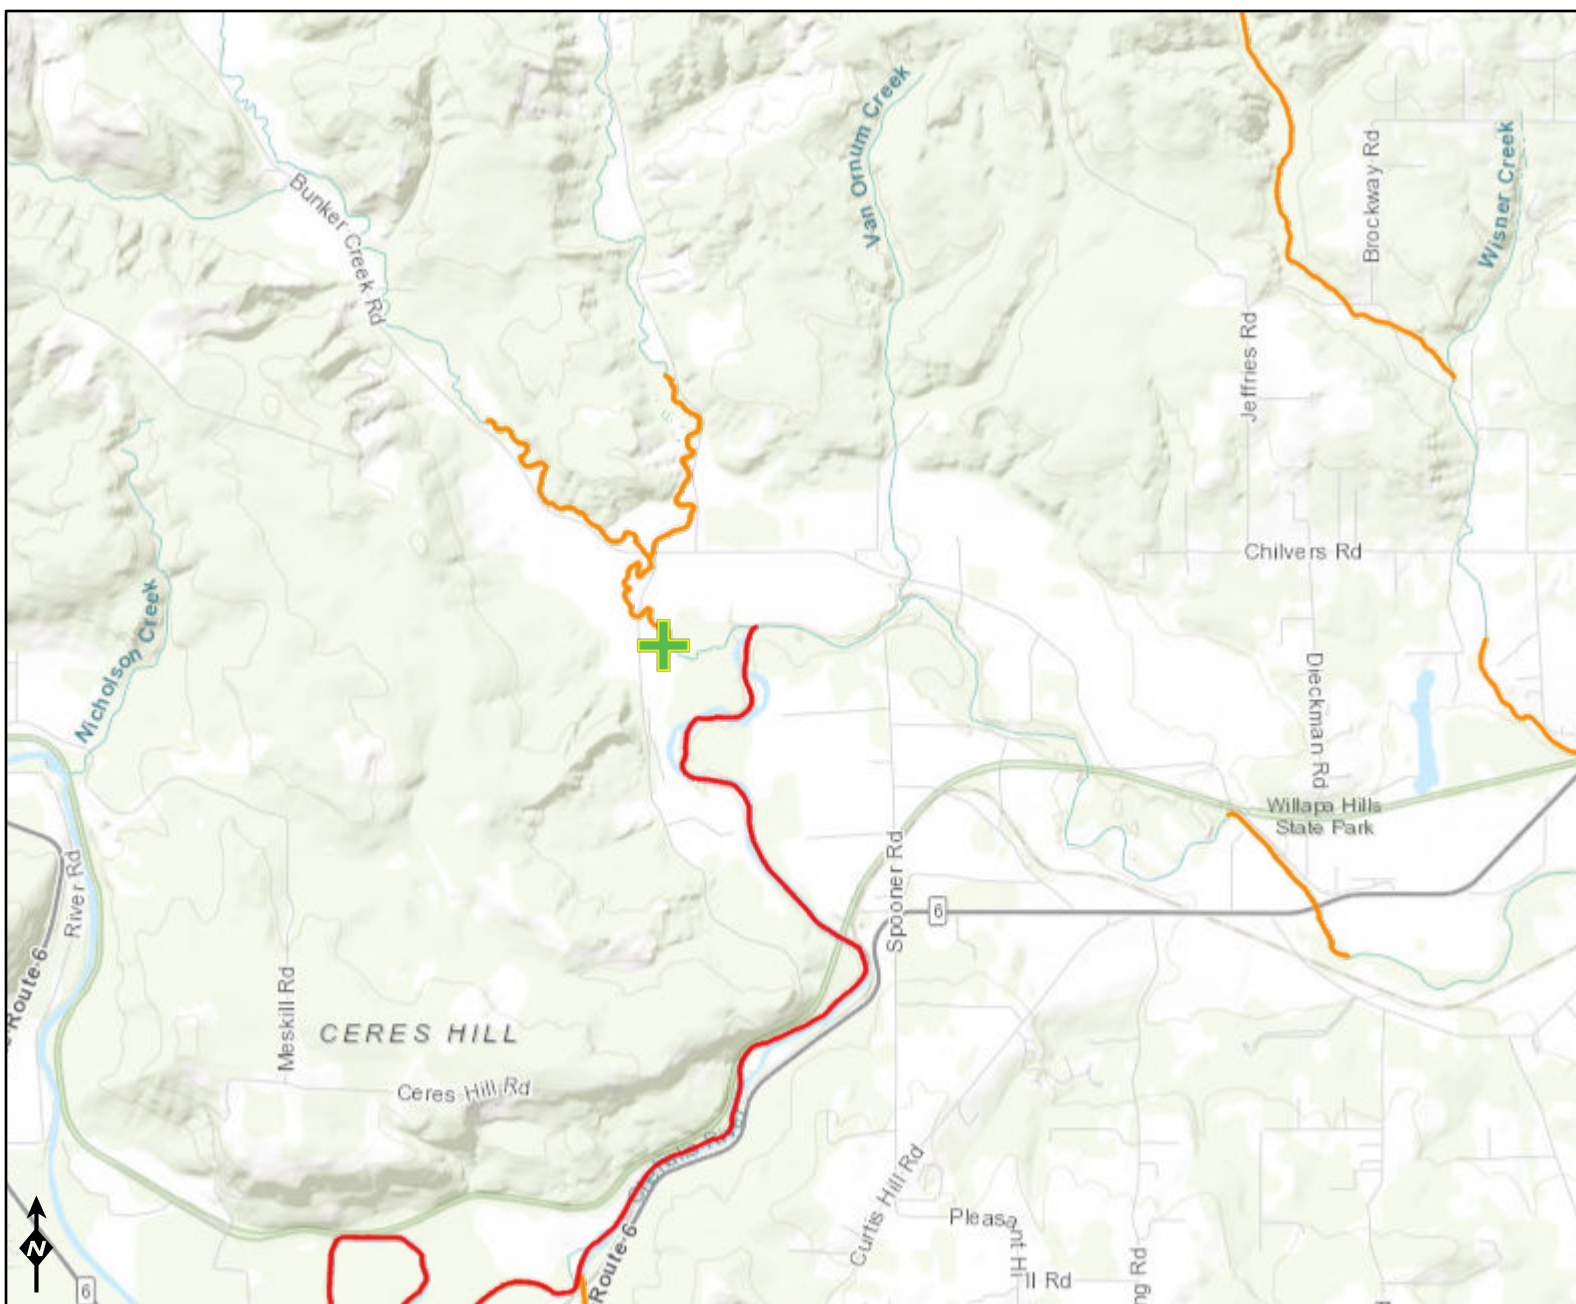 Van Ornum Creek
Wisner Creek
Brockway Rd
Bunker Creek Rd
Jeffries Rd
Chilvers Rd
Nicholson Creek
Dieckman Rd
Willapa Hills
State Park
Spooner Rd
6
River Rd
Route 6
Meskill Rd
CERES HILL
Ceres Hill Rd
Curtis Hill Rd
Pleasant Hill Rd
Route 6
ng Rd
6
N